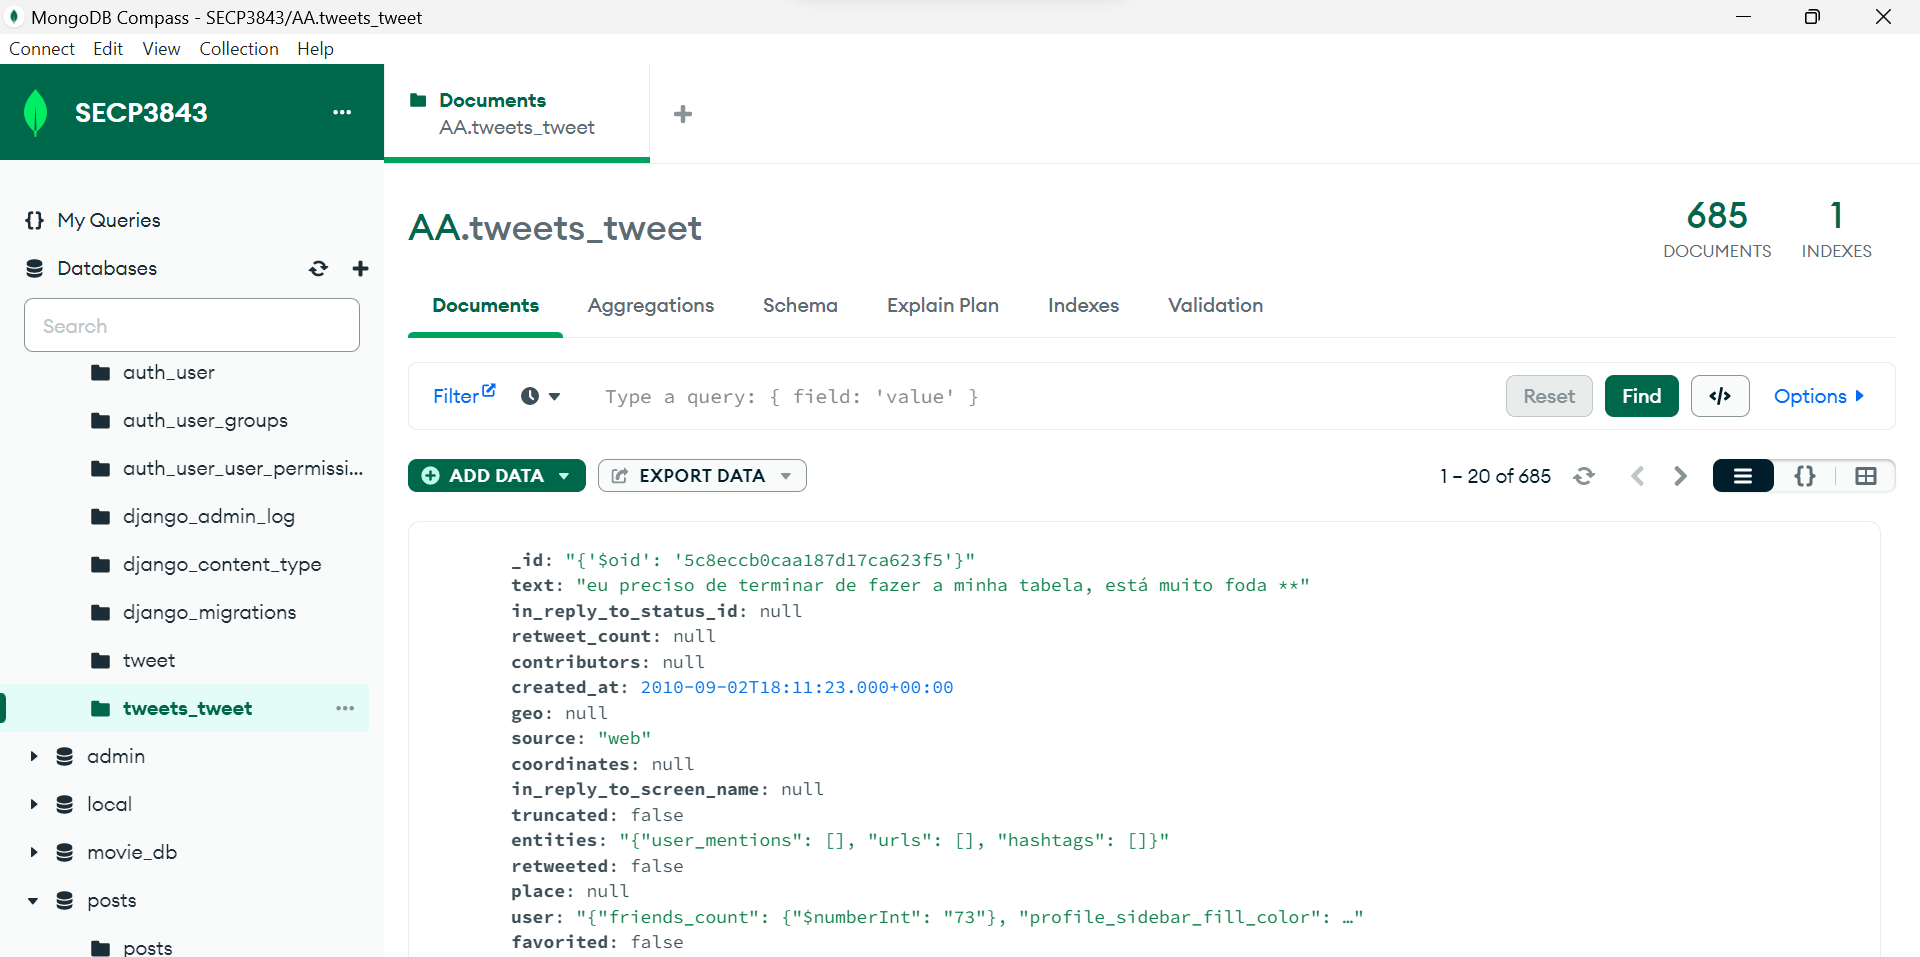 MongoDB Compass - SECP3843/AA.tweets_tweet
Connect Edit View Collection Help
SECP3843
Documents
AA.tweets_tweet
{} My Queries
Databases
Search
auth_user
auth_user_groups
auth_user_user_permissi...
django_admin_log
django_content_type
django_migrations
tweet
tweets_tweet
admin
local
movie_db
posts
posts
AA.tweets_tweet
685
DOCUMENTS
1
INDEXES
Documents Aggregations Schema Explain Plan Indexes Validation
Filter Type a query: { field: 'value' } Reset Find </> Options
ADD DATA EXPORT DATA 1 – 20 of 685 {}
_id: "{'$oid': '5c8eccb0caa187d17ca623f5'}"
text: "eu preciso de terminar de fazer a minha tabela, está muito foda **"
in_reply_to_status_id: null
retweet_count: null
contributors: null
created_at: 2010-09-02T18:11:23.000+00:00
geo: null
source: "web"
coordinates: null
in_reply_to_screen_name: null
truncated: false
entities: "{"user_mentions": [], "urls": [], "hashtags": []}"
retweeted: false
place: null
user: "{"friends_count": {"$numberInt": "73"}, "profile_sidebar_fill_color": …"
favorited: false